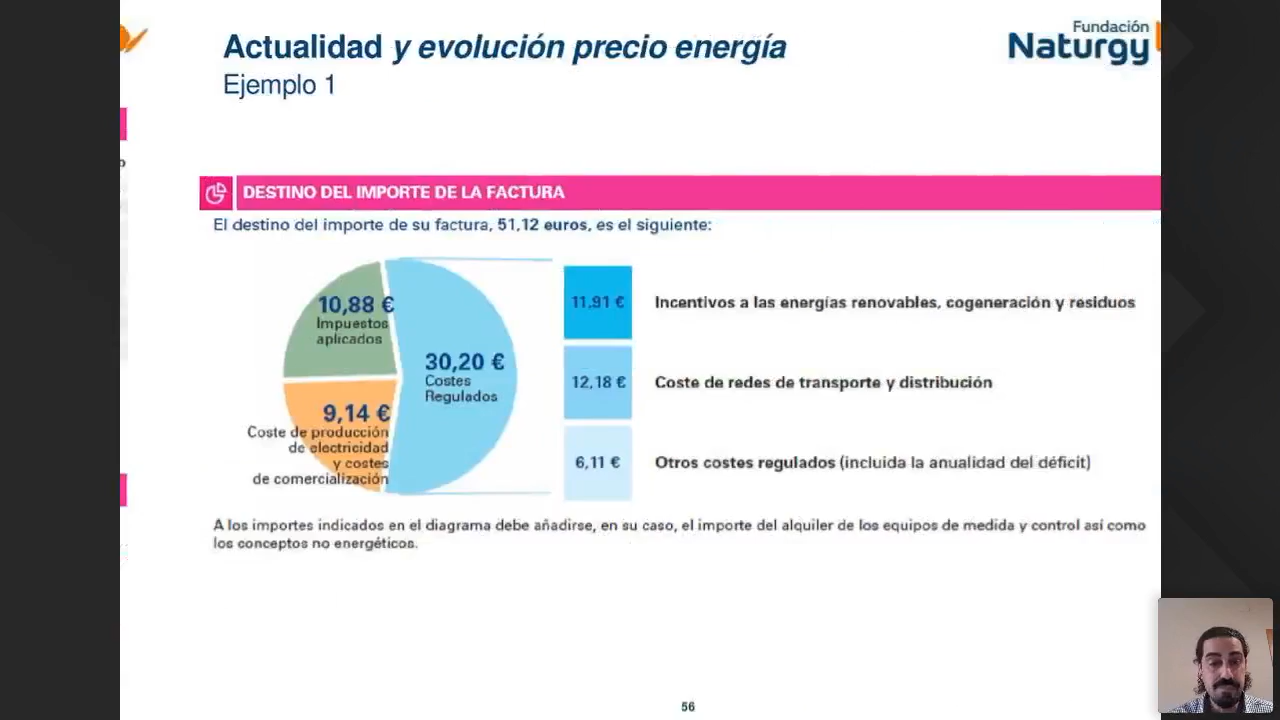 Actualidad y evolución precio energía
Ejemplo 1
Fundación
Naturgy
DESTINO DEL IMPORTE DE LA FACTURA
El destino del importe de su factura, 51,12 euros, es el siguiente:
10,88 €
Impuestos
aplicados
30,20 €
Costes
Regulados
9,14 €
Coste de producción
de electricidad
y costes
de comercialización
11,91 €
Incentivos a las energías renovables, cogeneración y residuos
12,18 €
Coste de redes de transporte y distribución
6,11 €
Otros costes regulados (incluida la anualidad del déficit)
A los importes indicados en el diagrama debe añadirse, en su caso, el importe del alquiler de los equipos de medida y control así como
los conceptos no energéticos.
56